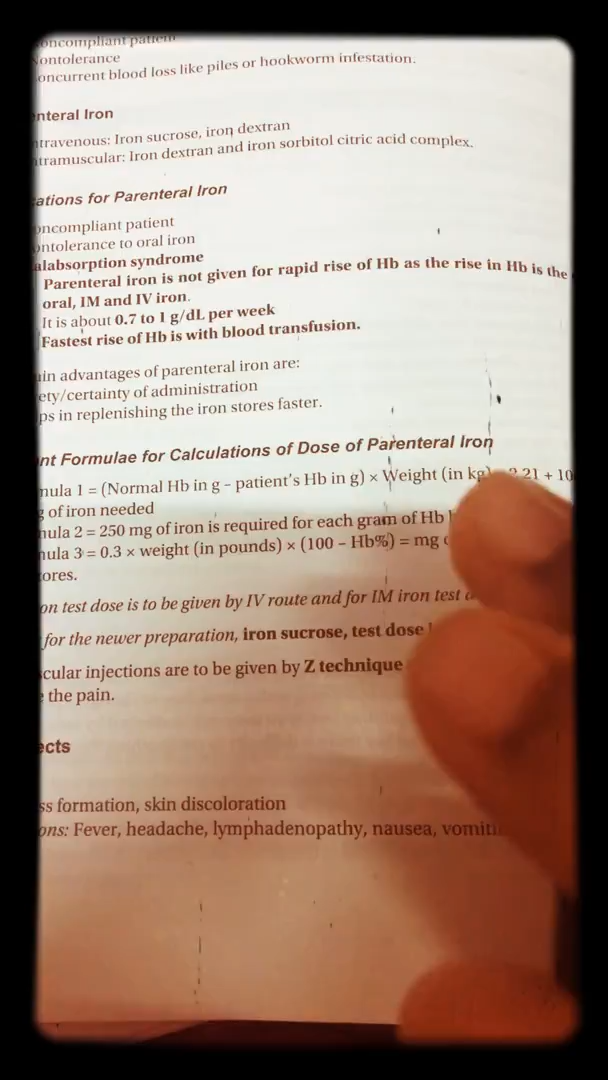 oncompliant patient
Nontolerance
oncurrent blood loss like piles or hookworm infestation.
nteral Iron
ntravenous: Iron sucrose, iron dextran
ntramuscular: Iron dextran and iron sorbitol citric acid complex.
ations for Parenteral Iron
oncompliant patient
ontolerance to oral iron
alabsorption syndrome
Parenteral iron is not given for rapid rise of Hb as the rise in Hb is the
oral, IM and IV iron.
It is about 0.7 to 1 g/dL per week
Fastest rise of Hb is with blood transfusion.
in advantages of parenteral iron are:
ety/certainty of administration
ps in replenishing the iron stores faster.
nt Formulae for Calculations of Dose of Parenteral Iron
nula 1 = (Normal Hb in g – patient's Hb in g) × Weight (in kg) 2.21 + 10
g of iron needed
nula 2 = 250 mg of iron is required for each gram of Hb
nula 3 = 0.3 × weight (in pounds) × (100 – Hb%) = mg
ores.
on test dose is to be given by IV route and for IM iron test
for the newer preparation, iron sucrose, test dose
cular injections are to be given by Z technique
the pain.
ects
ss formation, skin discoloration
ons: Fever, headache, lymphadenopathy, nausea, vomiti